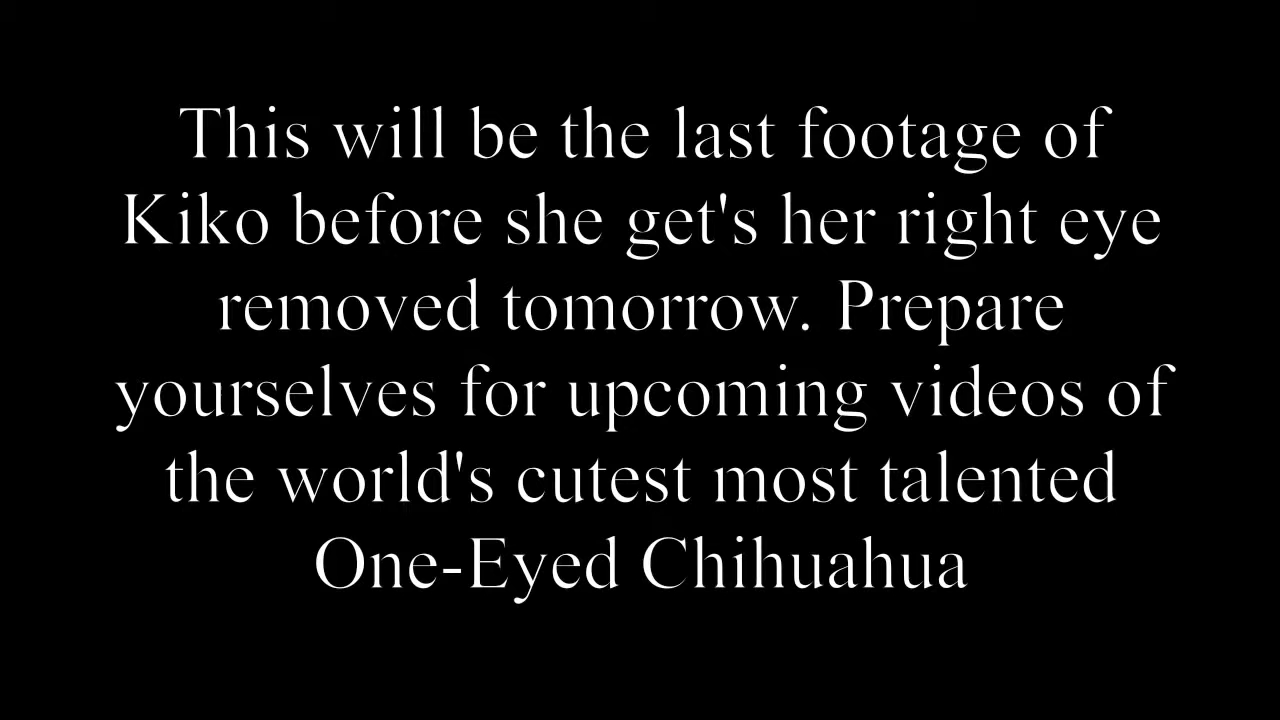 This will be the last footage of
Kiko before she get's her right eye
removed tomorrow. Prepare
yourselves for upcoming videos of
the world's cutest most talented
One-Eyed Chihuahua